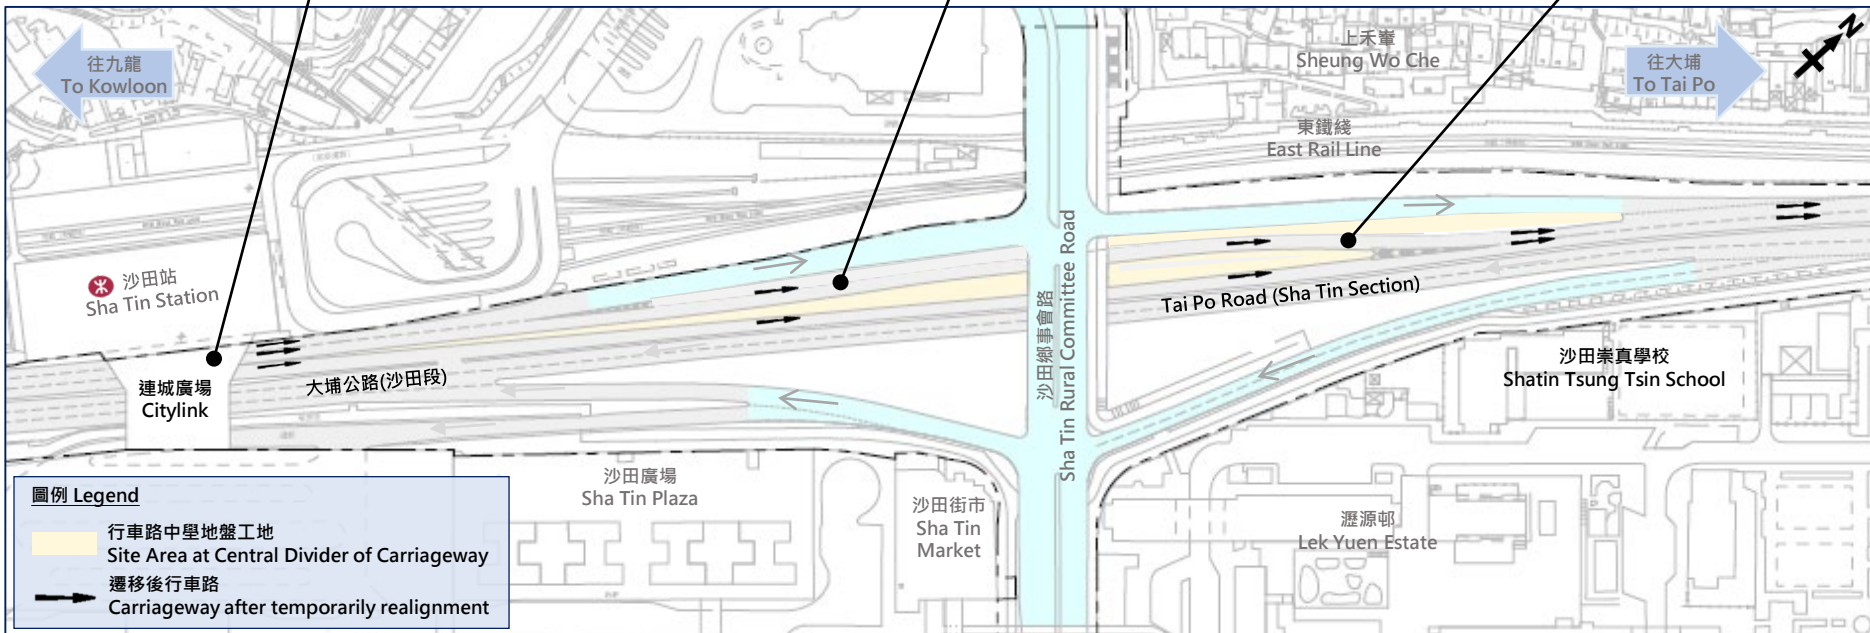 往九龍
To Kowloon
上禾輋
Sheung Wo Che
往大埔
To Tai Po
N
東鐵綫
East Rail Line
沙田站
Sha Tin Station
沙田鄉事會路
Sha Tin Rural Committee Road
Tai Po Road (Sha Tin Section)
大埔公路(沙田段)
連城廣場
Citylink
沙田崇真學校
Shatin Tsung Tsin School
沙田廣場
Sha Tin Plaza
沙田街市
Sha Tin
Market
瀝源邨
Lek Yuen Estate
圖例 Legend
行車路中壆地盤工地
Site Area at Central Divider of Carriageway
遷移後行車路
Carriageway after temporarily realignment